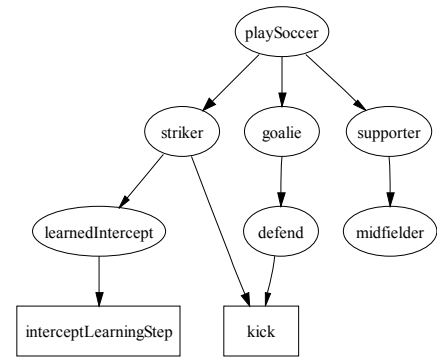 playSoccer
striker
goalie
supporter
learnedIntercept
defend
midfielder
interceptLearningStep
kick